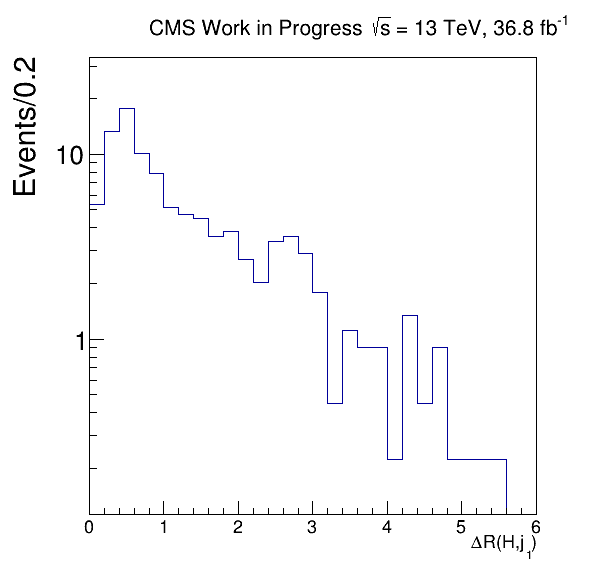 CMS Work in Progress √s = 13 TeV, 36.8 fb⁻¹
Events/0.2
10
1
0 1 2 3 4 5 6
ΔR(H,j₁)